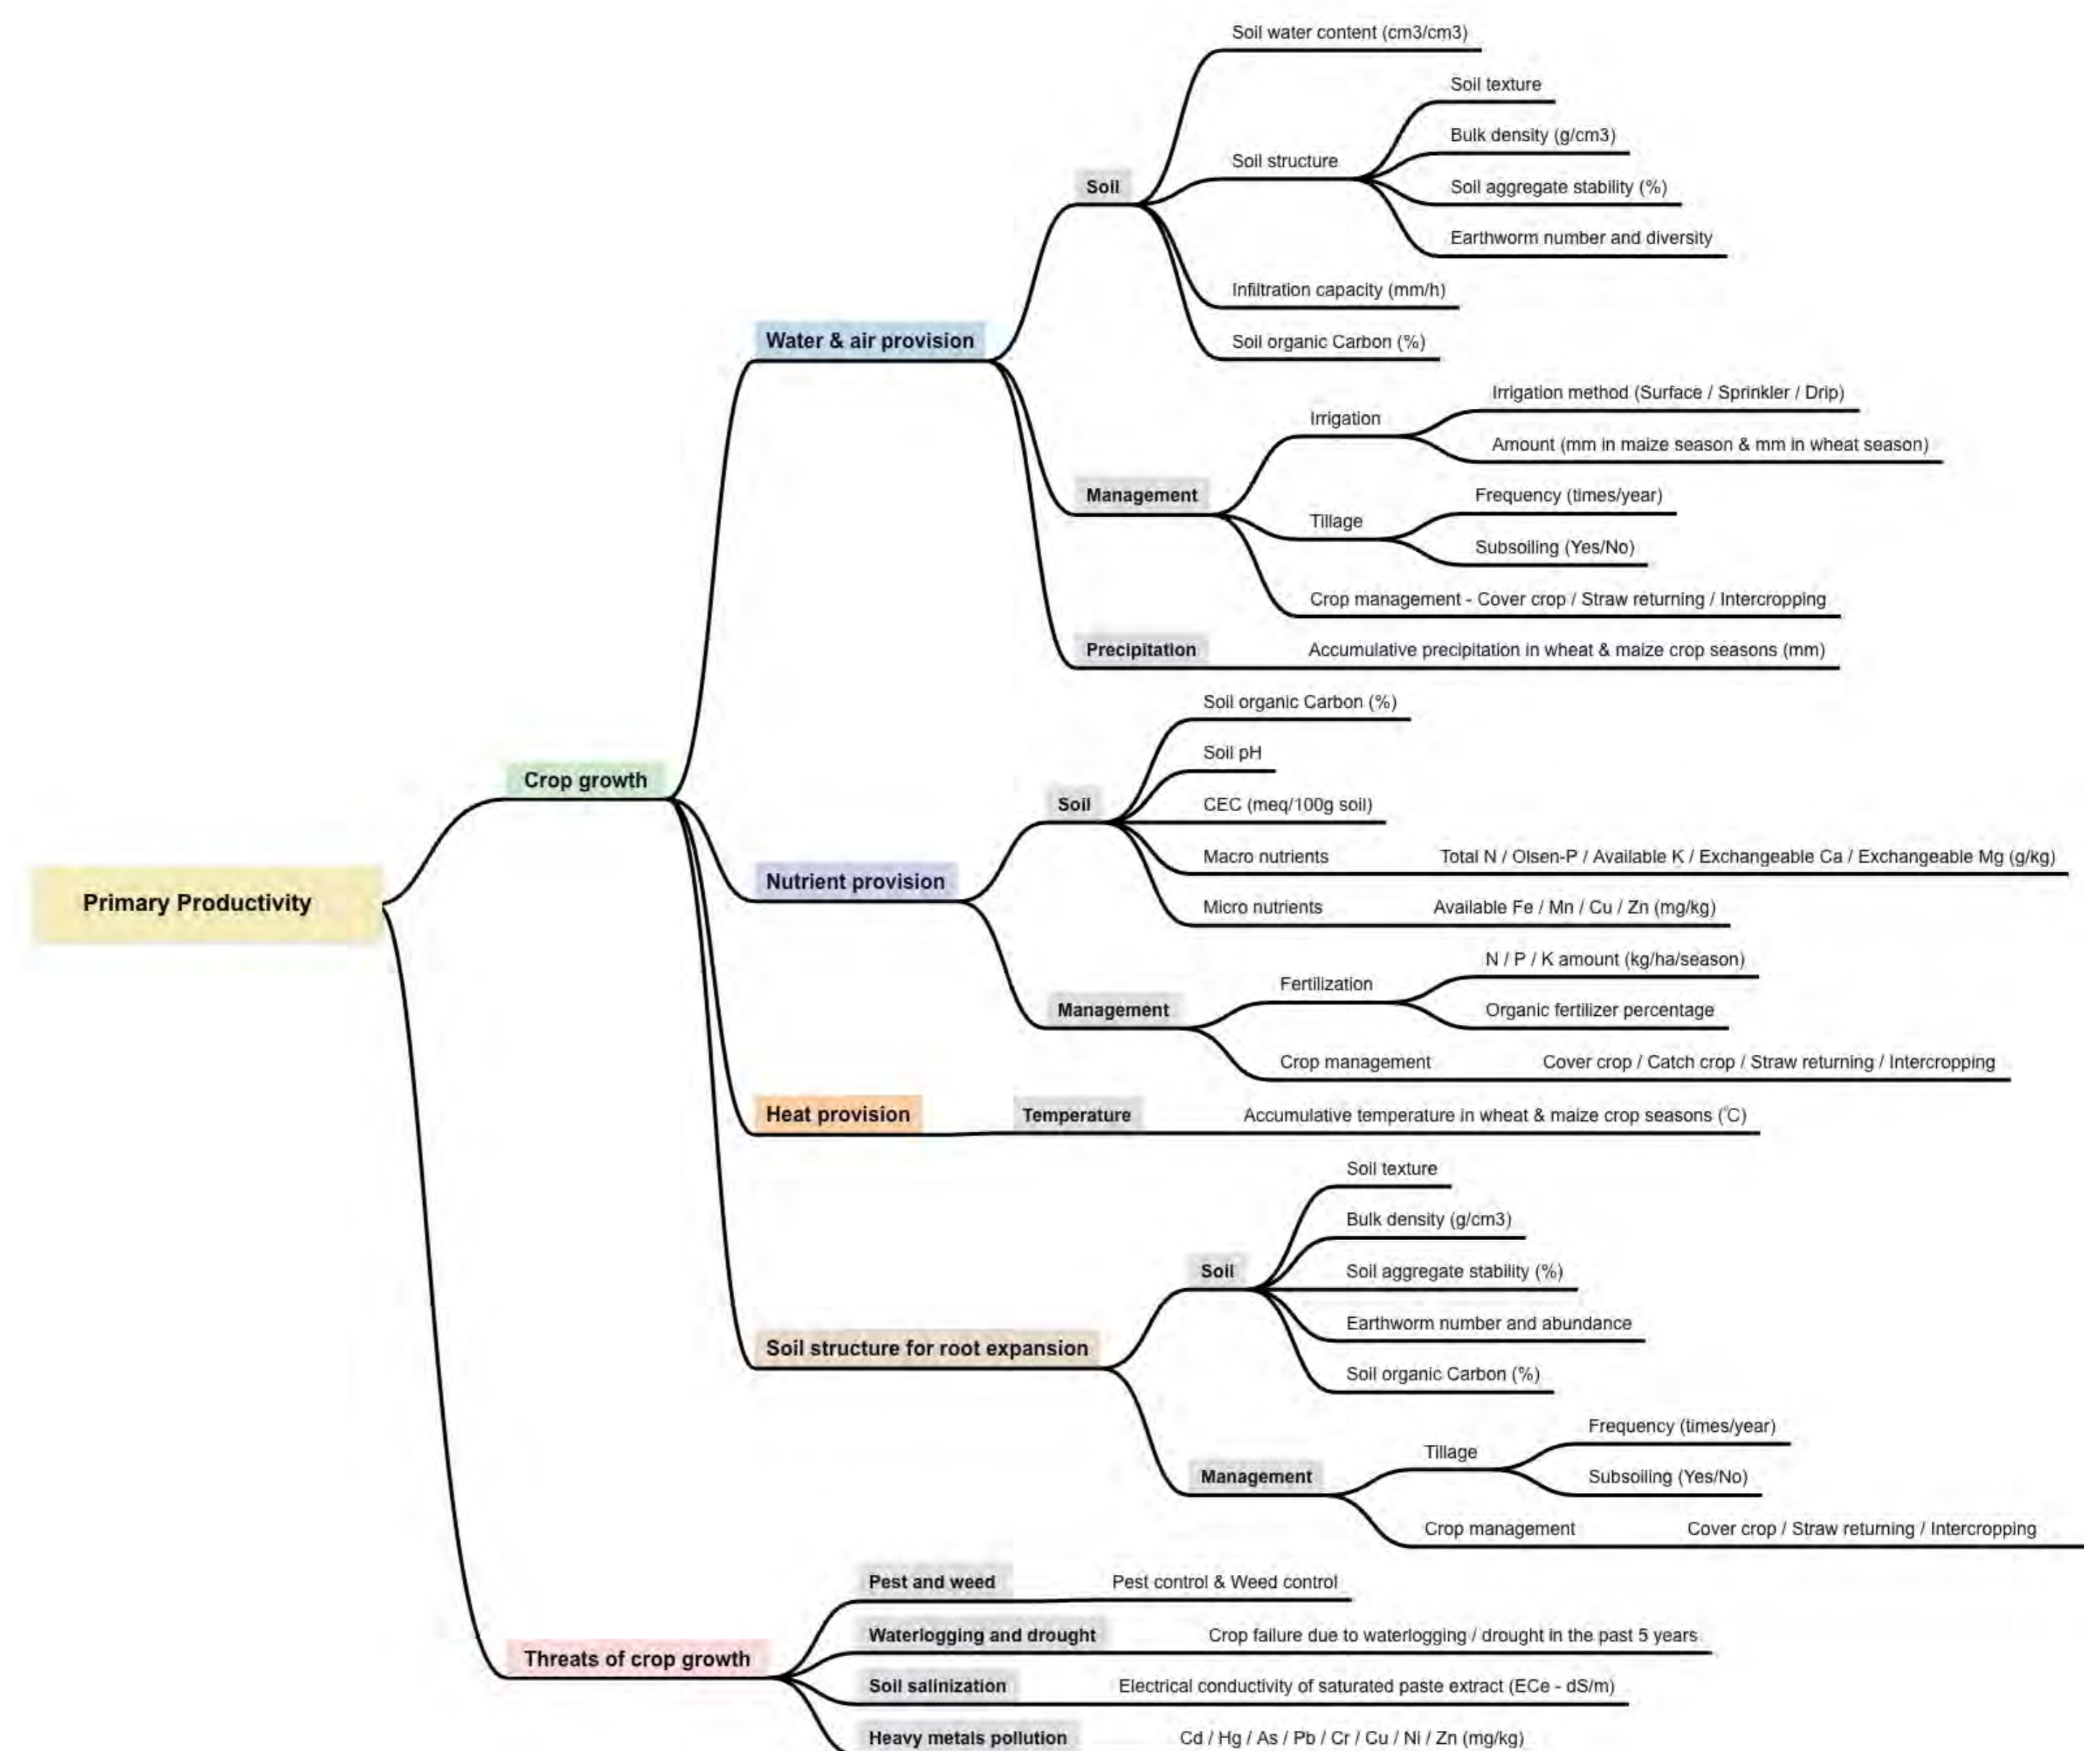 Soil water content (cm3/cm3)
Soil texture
Bulk density (g/cm3)
Soil structure
Soil
Soil aggregate stability (%)
Earthworm number and diversity
Infiltration capacity (mm/h)
Water & air provision
Soil organic Carbon (%)
Irrigation method (Surface / Sprinkler / Drip)
Irrigation
Amount (mm in maize season & mm in wheat season)
Management
Frequency (times/year)
Tillage
Subsoiling (Yes/No)
Crop management - Cover crop / Straw returning / Intercropping
Precipitation Accumulative precipitation in wheat & maize crop seasons (mm)
Soil organic Carbon (%)
Soil pH
Crop growth
Soil CEC (meq/100g soil)
Macro nutrients Total N / Olsen-P / Available K / Exchangeable Ca / Exchangeable Mg (g/kg)
Nutrient provision
Primary Productivity
Micro nutrients Available Fe / Mn / Cu / Zn (mg/kg)
N / P / K amount (kg/ha/season)
Fertilization
Management Organic fertilizer percentage
Crop management Cover crop / Catch crop / Straw returning / Intercropping
Heat provision Temperature Accumulative temperature in wheat & maize crop seasons (℃)
Soil texture
Bulk density (g/cm3)
Soil Soil aggregate stability (%)
Earthworm number and abundance
Soil structure for root expansion
Soil organic Carbon (%)
Frequency (times/year)
Tillage
Management Subsoiling (Yes/No)
Crop management Cover crop / Straw returning / Intercropping
Pest and weed Pest control & Weed control
Waterlogging and drought Crop failure due to waterlogging / drought in the past 5 years
Threats of crop growth
Soil salinization Electrical conductivity of saturated paste extract (ECe - dS/m)
Heavy metals pollution Cd / Hg / As / Pb / Cr / Cu / Ni / Zn (mg/kg)